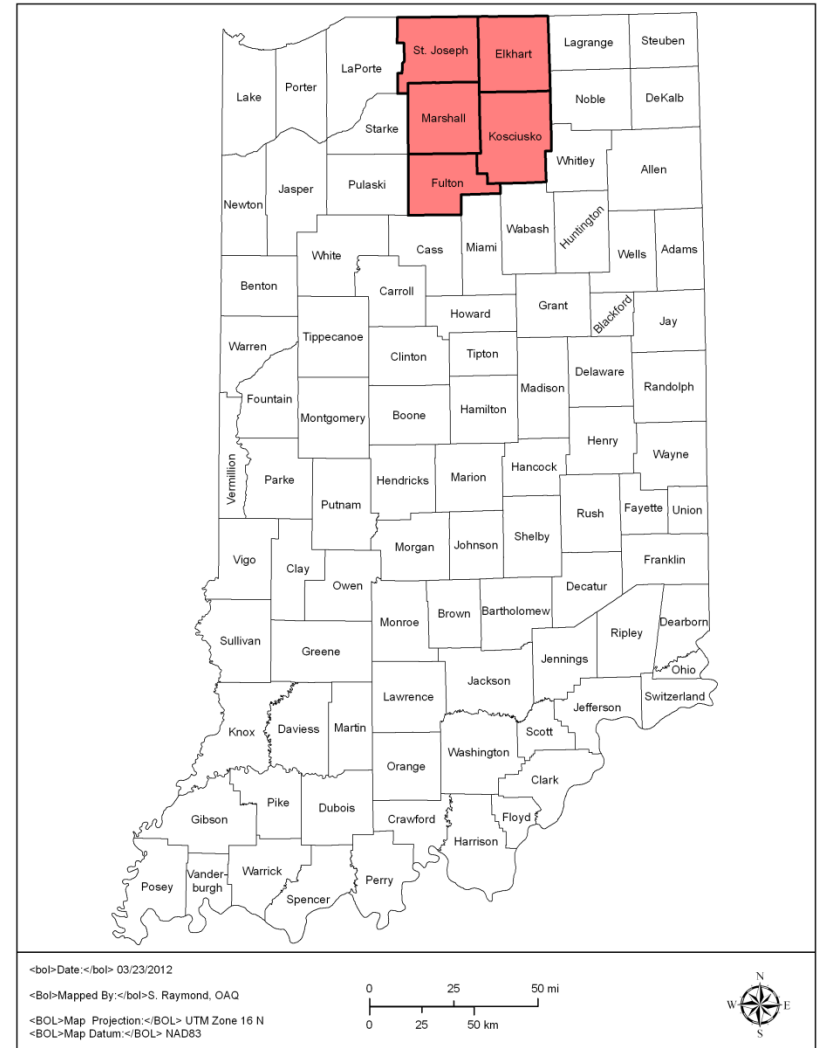 St. Joseph
Elkhart
Lagrange
Steuben
LaPorte
Porter
Lake
Noble
DeKalb
Marshall
Starke
Kosciusko
Whitley
Allen
Fulton
Pulaski
Jasper
Newton
Wabash
Huntington
Miami
Cass
White
Wells
Adams
Benton
Carroll
Grant
Howard
Blackford
Jay
Tippecanoe
Warren
Clinton
Tipton
Delaware
Madison
Randolph
Fountain
Montgomery
Boone
Hamilton
Henry
Wayne
Vermillion
Parke
Hendricks
Marion
Hancock
Putnam
Rush
Fayette
Union
Shelby
Morgan
Johnson
Vigo
Clay
Franklin
Owen
Decatur
Monroe
Brown
Bartholomew
Dearborn
Ripley
Sullivan
Greene
Jennings
Ohio
Jackson
Switzerland
Lawrence
Jefferson
Knox
Daviess
Martin
Scott
Washington
Orange
Clark
Pike
Dubois
Gibson
Crawford
Floyd
Harrison
Warrick
Vander-
burgh
Posey
Perry
Spencer
<bol>Date:</bol> 03/23/2012
<Bol>Mapped By:</bol>S. Raymond, OAQ
<BOL>Map Projection:</BOL> UTM Zone 16 N
<BOL>Map Datum:</BOL> NAD83
0 25 50 mi
0 25 50 km
N
W E
S